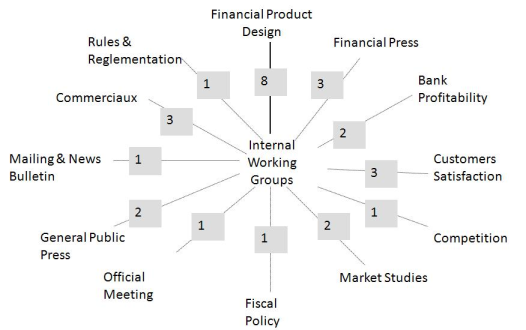 Financial Product
Design
Rules &
Reglementation
Financial Press
1
8
3
Bank
Profitability
Commerciaux
3
2
Internal
Working
Groups
Mailing & News
Bulletin
1
3
Customers
Satisfaction
2
1
1
1
2
General Public
Press
Competition
Official
Meeting
Market Studies
Fiscal
Policy